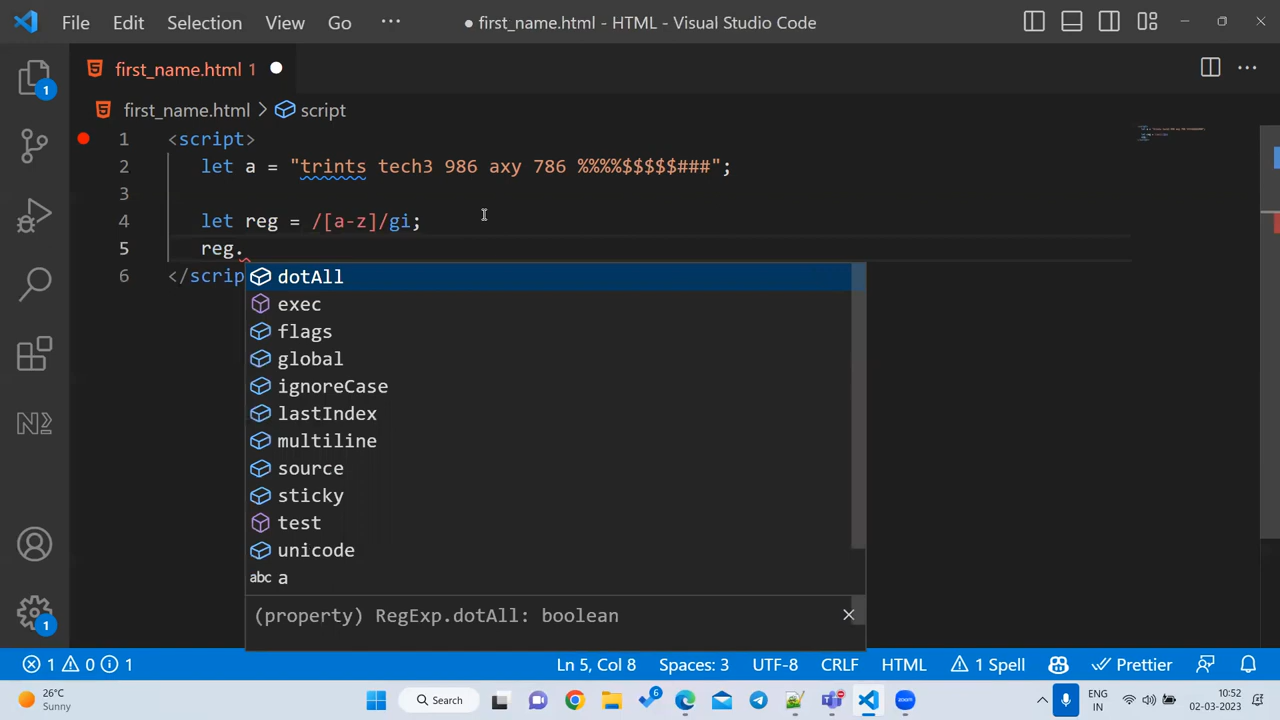 File Edit Selection View Go ··· ● first_name.html - HTML - Visual Studio Code
first_name.html 1
first_name.html > script
1 <script>
2 let a = "trints tech3 986 axy 786 %%%%$$$$$###";
3
4 let reg = /[a-z]/gi;
5 reg.
6 </scrip
dotAll
exec
flags
global
ignoreCase
lastIndex
multiline
source
sticky
test
unicode
abc a
(property) RegExp.dotAll: boolean
1
1
1 0 1 Ln 5, Col 8 Spaces: 3 UTF-8 CRLF HTML 1 Spell Prettier
26°C
Sunny
Search
6
ENG
IN
10:52
02-03-2023